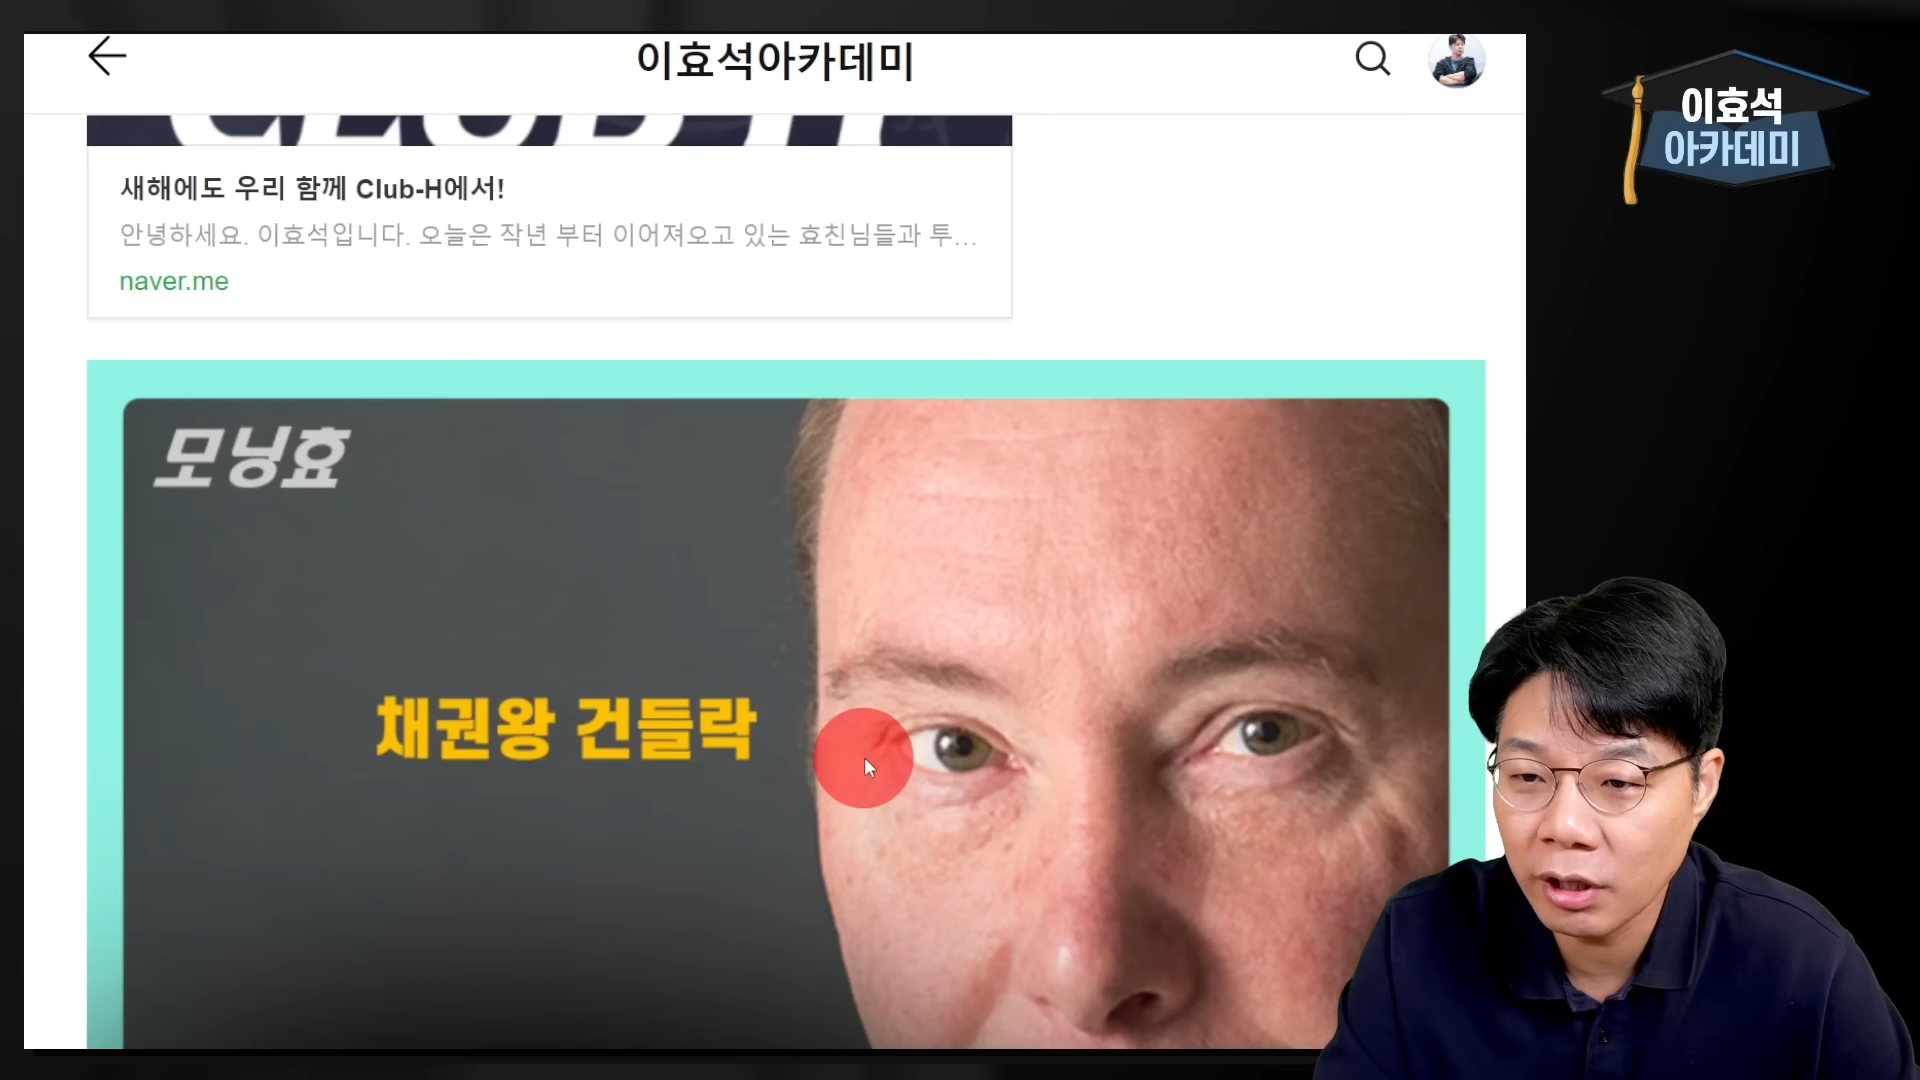 이효석아카데미
이효석
아카데미
새해에도 우리 함께 Club-H에서!
안녕하세요. 이효석입니다. 오늘은 작년 부터 이어져오고 있는 효친님들과 투...
naver.me
모닝효
채권왕 건들락